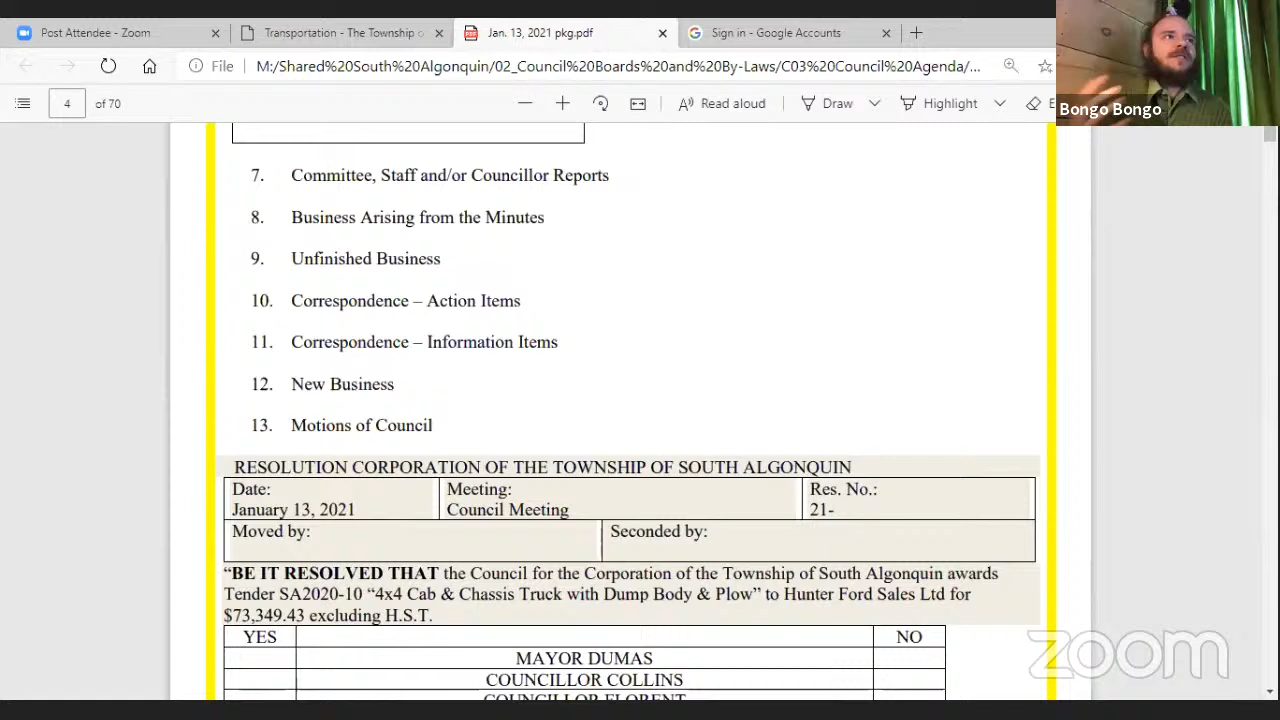 Post Attendee - Zoom
Transportation - The Township o
Jan. 13, 2021 pkg.pdf
Sign in - Google Accounts
File
M:/Shared%20South%20Algonquin/02_Council%20Boards%20and%20By-Laws/C03%20Council%20Agenda/...
4 of 70
Read aloud
Draw
Highlight
E
Bongo Bongo
7. Committee, Staff and/or Councillor Reports
8. Business Arising from the Minutes
9. Unfinished Business
10. Correspondence – Action Items
11. Correspondence – Information Items
12. New Business
13. Motions of Council
RESOLUTION CORPORATION OF THE TOWNSHIP OF SOUTH ALGONQUIN
Date: Meeting: Res. No.:
January 13, 2021 Council Meeting 21-
Moved by: Seconded by:
“BE IT RESOLVED THAT the Council for the Corporation of the Township of South Algonquin awards
Tender SA2020-10 “4x4 Cab & Chassis Truck with Dump Body & Plow” to Hunter Ford Sales Ltd for
$73,349.43 excluding H.S.T.
YES NO
MAYOR DUMAS
COUNCILLOR COLLINS
COUNCILLOR FLORENT
zoom